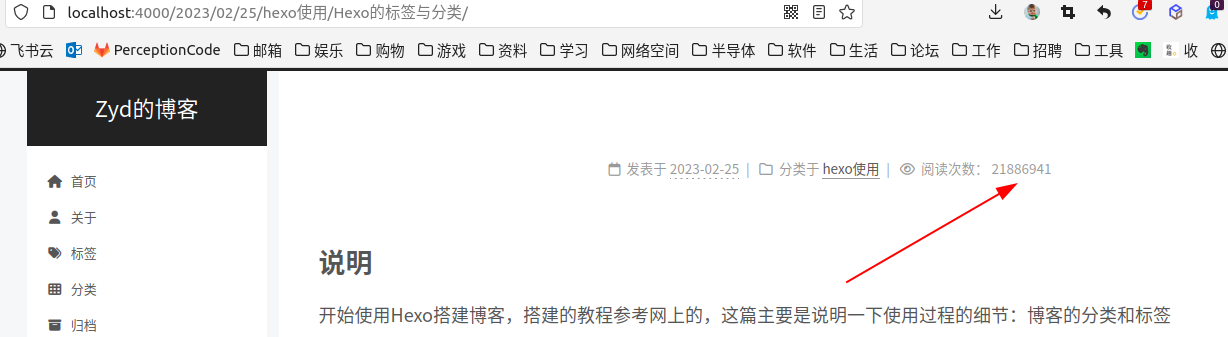 localhost:4000/2023/02/25/hexo使用/Hexo的标签与分类/
7
0
飞书云 PerceptionCode 邮箱 娱乐 购物 游戏 资料 学习 网络空间 半导体 软件 生活 论坛 工作 招聘 工具 收
Zyd的博客
发表于 2023-02-25 | 分类于 hexo使用 | 阅读次数： 21886941
首页
关于
标签
分类
归档
说明
开始使用Hexo搭建博客，搭建的教程参考网上的，这篇主要是说明一下使用过程的细节：博客的分类和标签